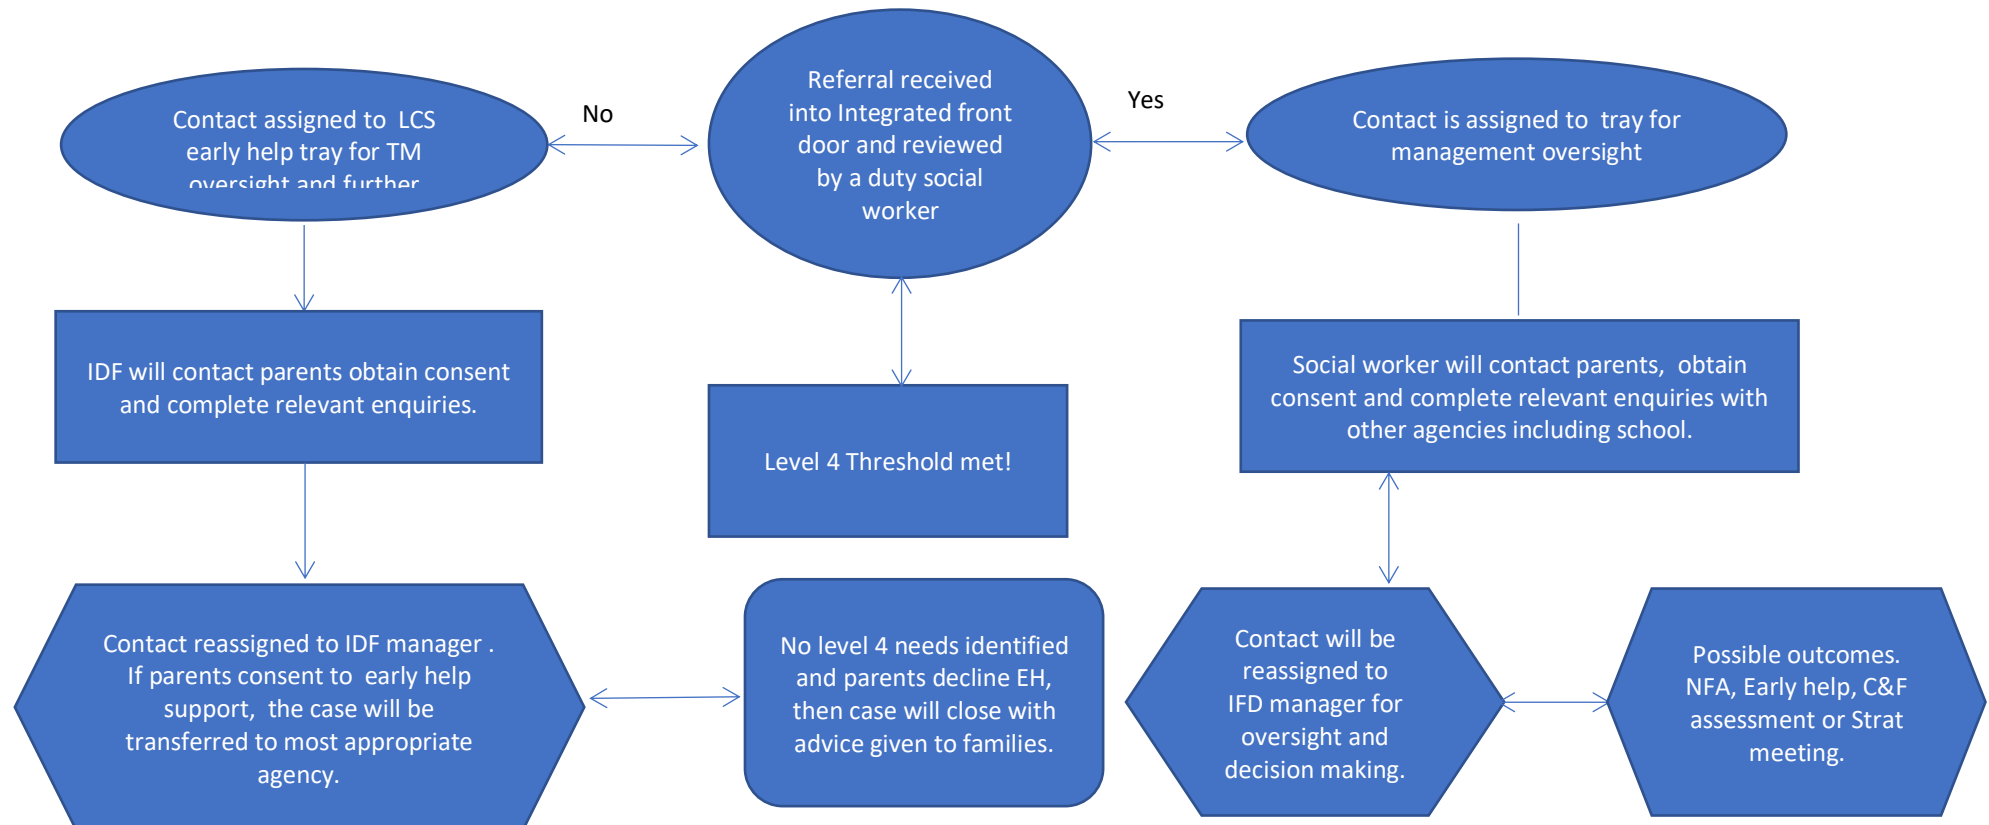 Referral received
into Integrated front
door and reviewed
by a duty social
worker
No
Yes
Contact assigned to LCS
early help tray for TM
oversight and further
Contact is assigned to tray for
management oversight
IDF will contact parents obtain consent
and complete relevant enquiries.
Level 4 Threshold met!
Social worker will contact parents, obtain
consent and complete relevant enquiries with
other agencies including school.
Contact reassigned to IDF manager .
If parents consent to early help
support, the case will be
transferred to most appropriate
agency.
No level 4 needs identified
and parents decline EH,
then case will close with
advice given to families.
Contact will be
reassigned to
IFD manager for
oversight and
decision making.
Possible outcomes.
NFA, Early help, C&F
assessment or Strat
meeting.